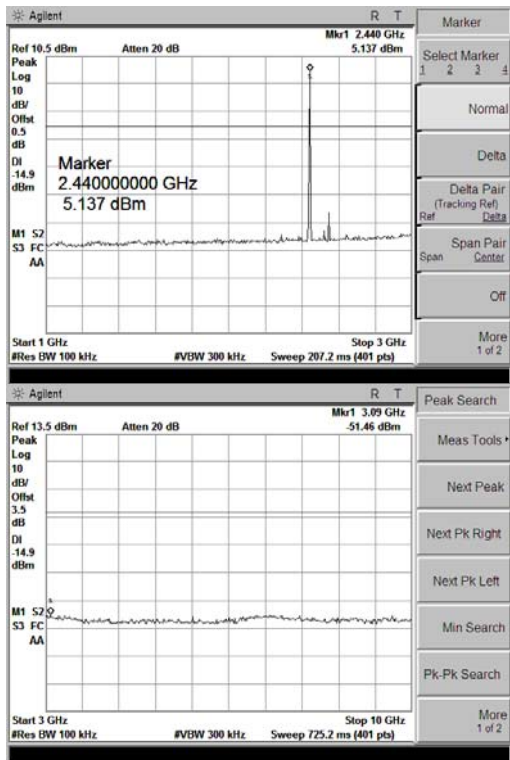 Agilent R T
Mkr1 2.440 GHz
Ref 10.5 dBm Atten 20 dB 5.137 dBm
Peak
Log
10
dB/
Offst
0.5
dB
DI
-14.9
dBm
Marker
2.440000000 GHz
5.137 dBm
M1 S2
S3 FC
AA
Start 1 GHz Stop 3 GHz
#Res BW 100 kHz #VBW 300 kHz Sweep 207.2 ms (401 pts)
Marker
Select Marker
1 2 3 4
Normal
Delta
Delta Pair
(Tracking Ref)
Ref Delta
Span Pair
Span Center
Off
More
1 of 2
Agilent R T
Mkr1 3.09 GHz
Ref 13.5 dBm Atten 20 dB -51.46 dBm
Peak
Log
10
dB/
Offst
3.5
dB
DI
-14.9
dBm
M1 S2
S3 FC
AA
Start 3 GHz Stop 10 GHz
#Res BW 100 kHz #VBW 300 kHz Sweep 725.2 ms (401 pts)
Peak Search
Meas Tools
Next Peak
Next Pk Right
Next Pk Left
Min Search
Pk-Pk Search
More
1 of 2